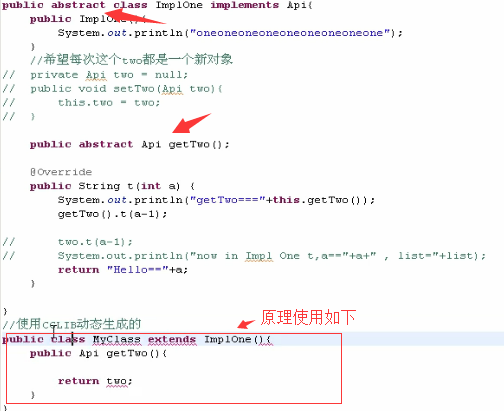 public abstract class ImplOne implements Api{
public ImplOne(){
System.out.println("oneoneoneoneoneoneoneoneone");
}
//希望每次这个two都是一个新对象
// private Api two = null;
// public void setTwo(Api two){
// this.two = two;
// }
public abstract Api getTwo();
@Override
public String t(int a) {
System.out.println("getTwo==="+this.getTwo());
getTwo().t(a-1);
// two.t(a-1);
// System.out.println("now in Impl One t,a=="+a+" , list="+list);
return "Hello=="+a;
}
}
//使用CGLIB动态生成的
原理使用如下
public class MyClass extends ImplOne(){
public Api getTwo(){
return two;
}
}